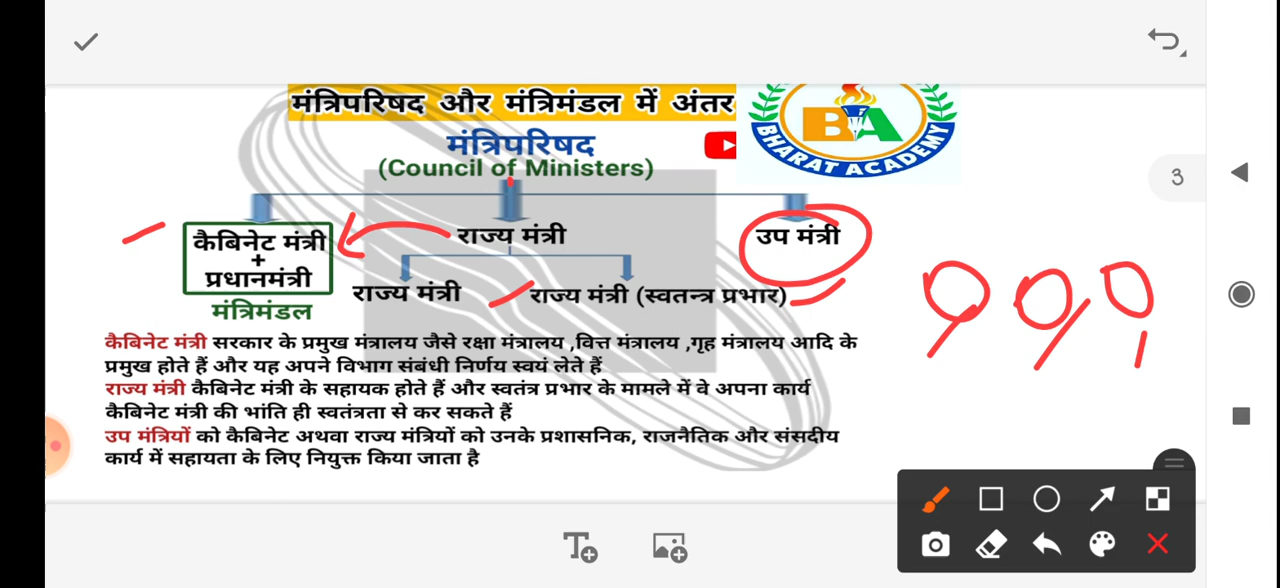 मंत्रिपरिषद और मंत्रिमंडल में अंतर
BA
BHARAT ACADEMY
मंत्रिपरिषद
(Council of Ministers)
3
कैबिनेट मंत्री
+
प्रधानमंत्री
मंत्रिमंडल
राज्य मंत्री
उप मंत्री
राज्य मंत्री
राज्य मंत्री (स्वतन्त्र प्रभार)
कैबिनेट मंत्री सरकार के प्रमुख मंत्रालय जैसे रक्षा मंत्रालय ,वित्त मंत्रालय ,गृह मंत्रालय आदि के
प्रमुख होते हैं और यह अपने विभाग संबंधी निर्णय स्वयं लेते हैं
राज्य मंत्री कैबिनेट मंत्री के सहायक होते हैं और स्वतंत्र प्रभार के मामले में वे अपना कार्य
कैबिनेट मंत्री की भांति ही स्वतंत्रता से कर सकते हैं
उप मंत्रियों को कैबिनेट अथवा राज्य मंत्रियों को उनके प्रशासनिक, राजनैतिक और संसदीय
कार्य में सहायता के लिए नियुक्त किया जाता है